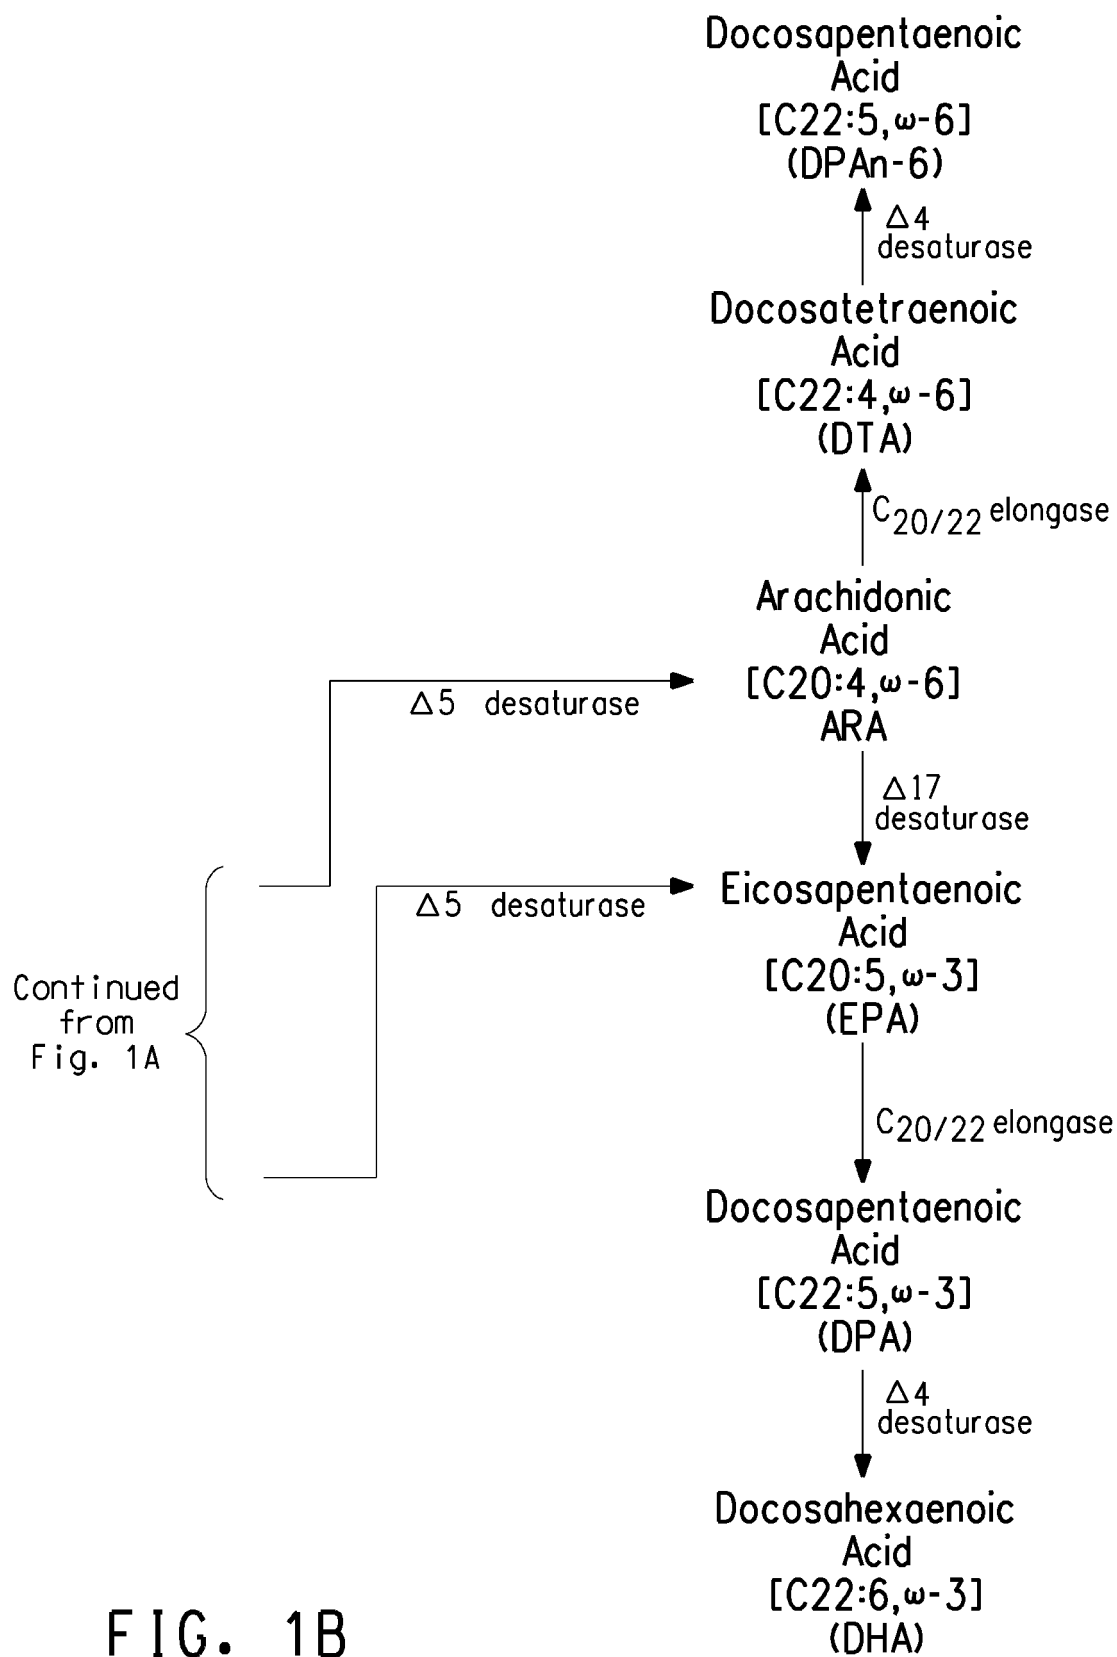 Docosapentaenoic
Acid
[C22:5,ω-6]
(DPAn-6)
Δ4
desaturase
Docosatetraenoic
Acid
[C22:4,ω-6]
(DTA)
C20/22 elongase
Arachidonic
Acid
[C20:4,ω-6]
ARA
Δ5 desaturase
Δ17
desaturase
Eicosapentaenoic
Acid
[C20:5,ω-3]
(EPA)
Δ5 desaturase
Continued
from
Fig. 1A
C20/22 elongase
Docosapentaenoic
Acid
[C22:5,ω-3]
(DPA)
Δ4
desaturase
Docosahexaenoic
Acid
[C22:6,ω-3]
(DHA)
FIG. 1B